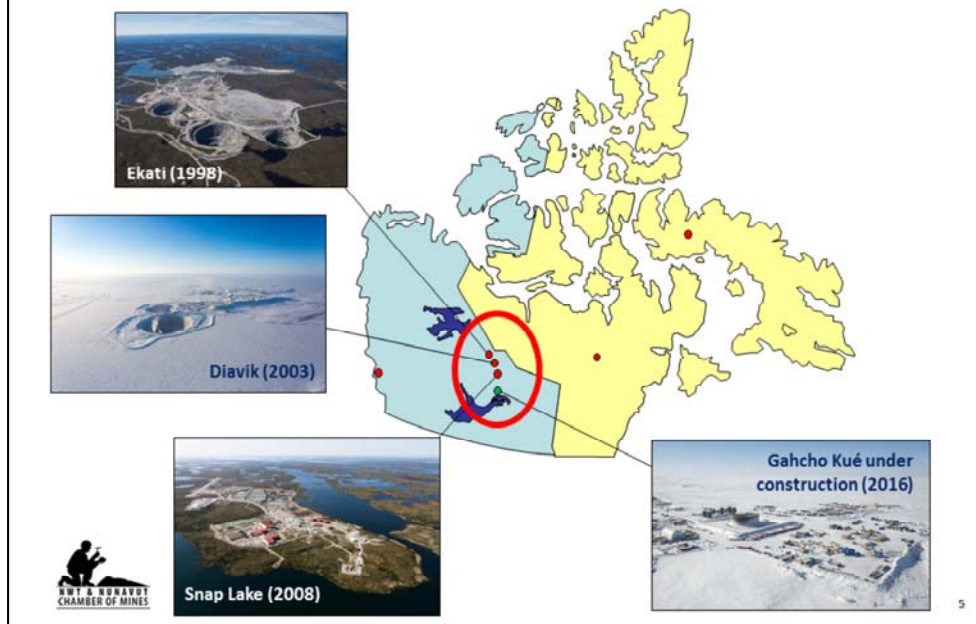 Ekati (1998)
Diavik (2003)
Snap Lake (2008)
Gahcho Kué under
construction (2016)
NWT & NUNAVUT
CHAMBER OF MINES
5